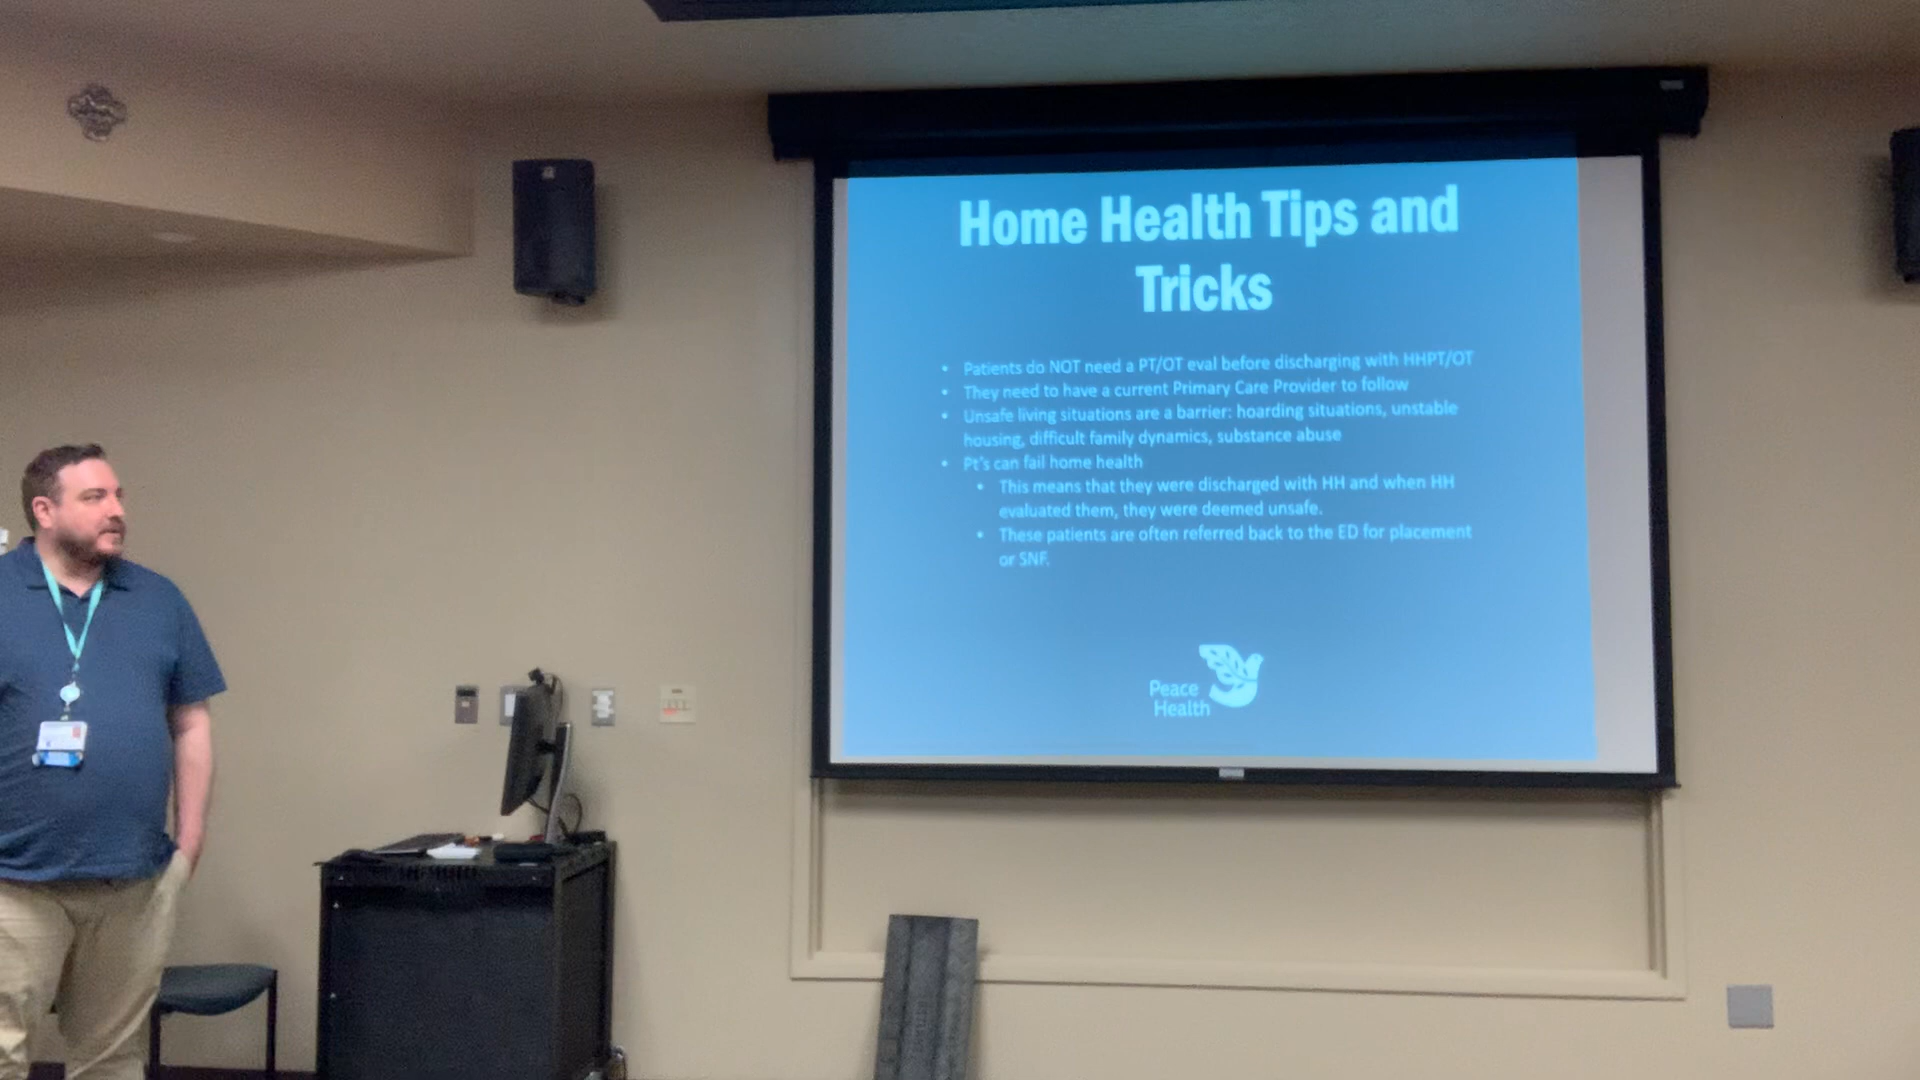 Home Health Tips and
Tricks
• Patients do NOT need a PT/OT eval before discharging with HHPT/OT
• They need to have a current Primary Care Provider to follow
• Unsafe living situations are a barrier: hoarding situations, unstable
housing, difficult family dynamics, substance abuse
• Pt's can fail home health
• This means that they were discharged with HH and when HH
evaluated them, they were deemed unsafe.
• These patients are often referred back to the ED for placement
or SNF.
Peace
Health